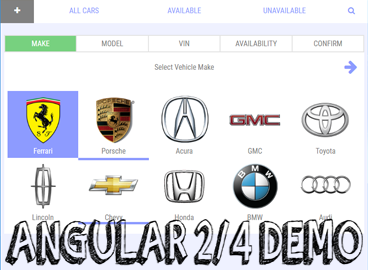 + ALL CARS AVAILABLE UNAVAILABLE
MAKE MODEL VIN AVAILABILITY CONFIRM
Select Vehicle Make
GMC
Ferrari Porsche Acura GMC Toyota
BMW
Lincoln Chevy Honda BMW Audi
ANGULAR 2/4 DEMO